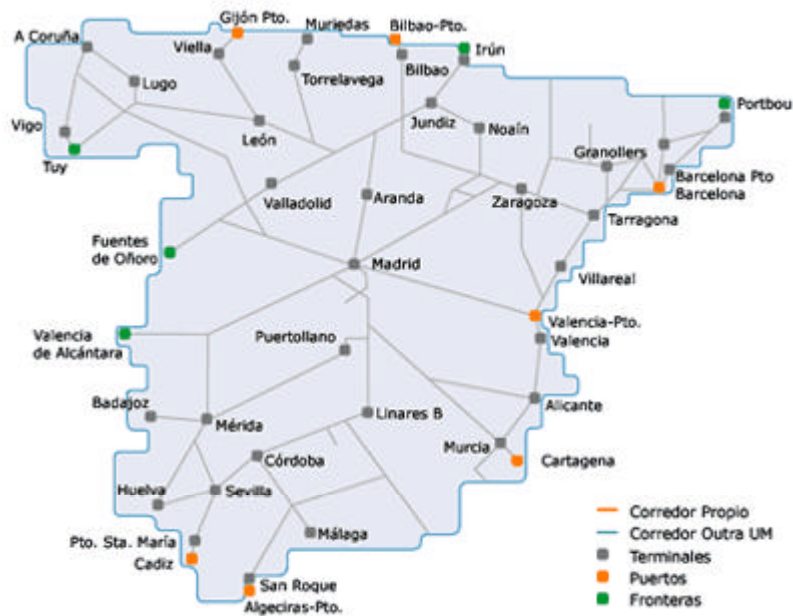 Gijón Pto.
Muriedas
Bilbao-Pto.
A Coruña
Viella
Irún
Bilbao
Torrelavega
Lugo
Portbou
Jundiz
Noaín
Vigo
León
Granollers
Tuy
Barcelona Pto
Barcelona
Valladolid
Aranda
Zaragoza
Tarragona
Fuentes
de Oñoro
Madrid
Villareal
Valencia-Pto.
Valencia
Valencia
de Alcántara
Puertollano
Badajoz
Mérida
Linares B
Alicante
Murcia
Cartagena
Córdoba
Huelva
Sevilla
Pto. Sta. María
Málaga
Cadiz
San Roque
Algeciras-Pto.
Corredor Propio
Corredor Outra UM
Terminales
Puertos
Fronteras